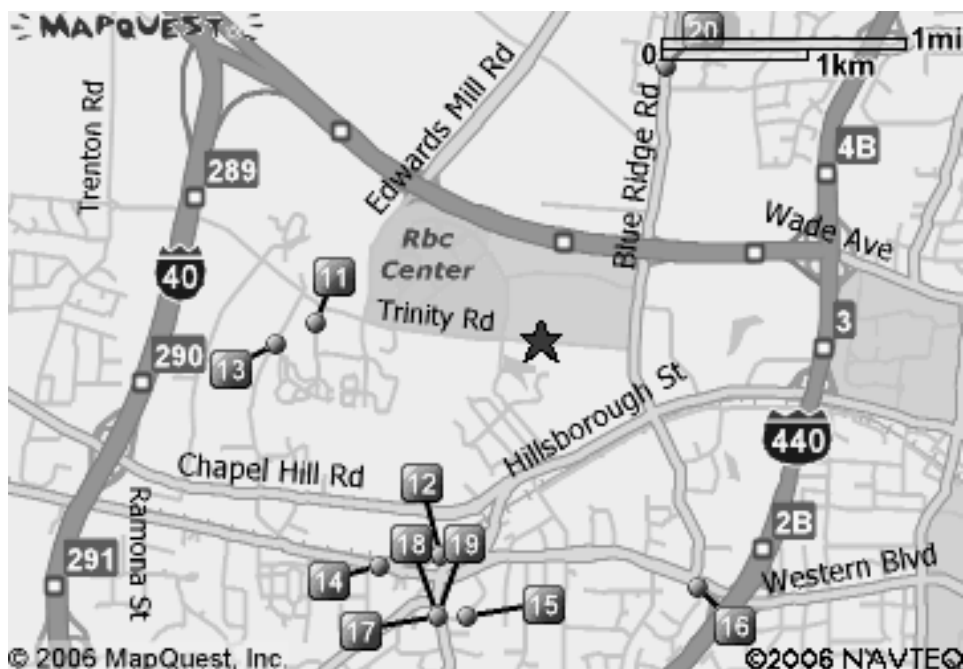 MAPQUEST
20
0
1mi
1km
Edwards Mill Rd
Trenton Rd
Blue Ridge Rd
4B
289
Wade Ave
Rbc
Center
40
11
Trinity Rd
3
290
13
Hillsborough St
440
Chapel Hill Rd
12
Ramona St
2B
18
19
291
14
Western Blvd
15
17
16
© 2006 MapQuest, Inc.
©2006 NAVTEQ